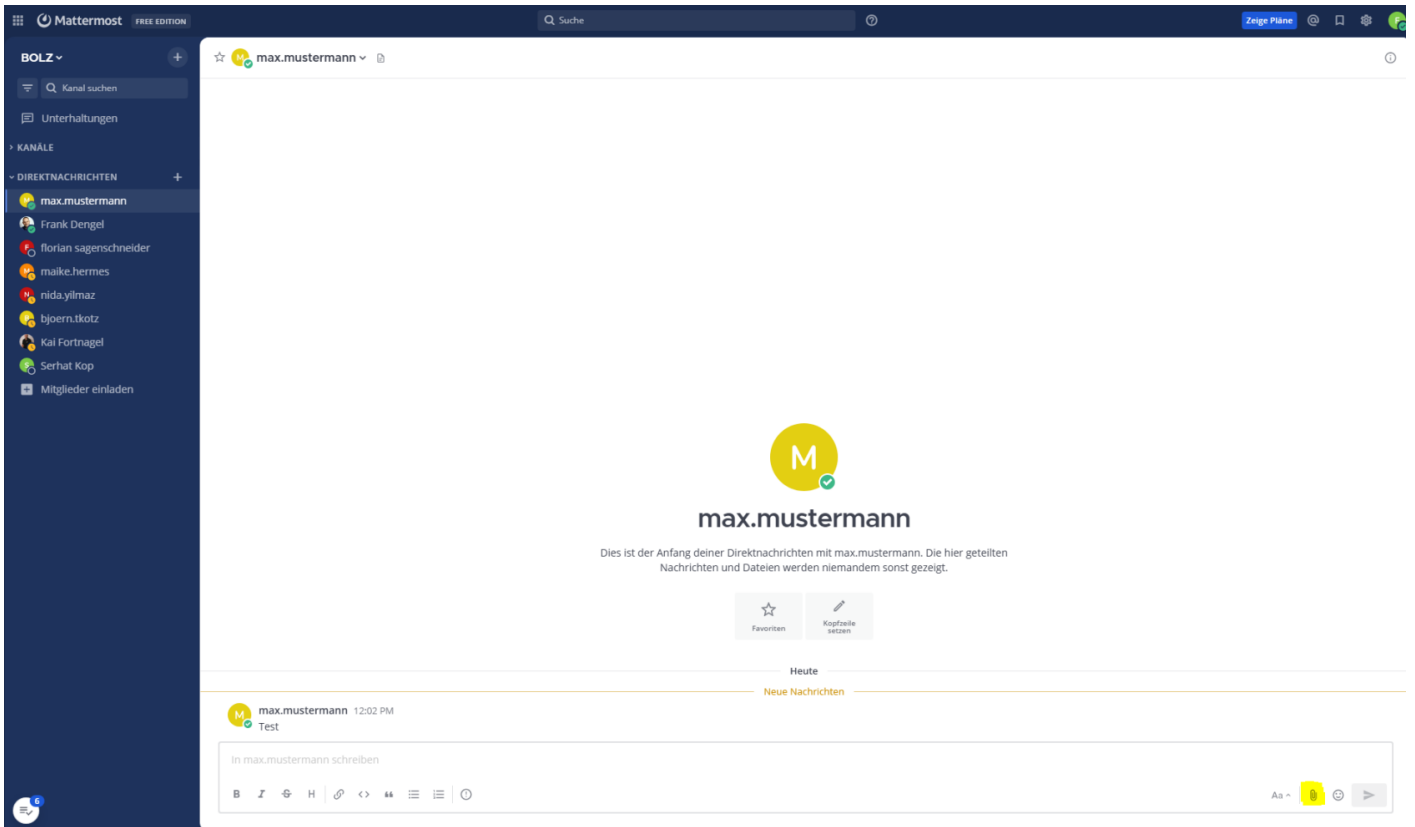 Mattermost FREE EDITION
Suche
Zeige Pläne
BOLZ
Kanal suchen
Unterhaltungen
KANÄLE
DIREKTNACHRICHTEN
max.mustermann
Frank Dengel
florian sagenschneider
maike.hermes
nida.yilmaz
bjoern.tkotz
Kai Fortnagel
Serhat Kop
Mitglieder einladen
6
max.mustermann
M
max.mustermann
Dies ist der Anfang deiner Direktnachrichten mit max.mustermann. Die hier geteilten
Nachrichten und Dateien werden niemandem sonst gezeigt.
Favoriten
Kopfzeile
setzen
Heute
Neue Nachrichten
max.mustermann 12:02 PM
Test
In max.mustermann schreiben
B I S H
Aa